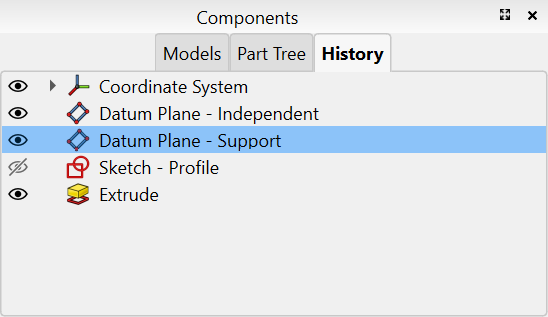 Components
Models Part Tree History
Coordinate System
Datum Plane - Independent
Datum Plane - Support
Sketch - Profile
Extrude